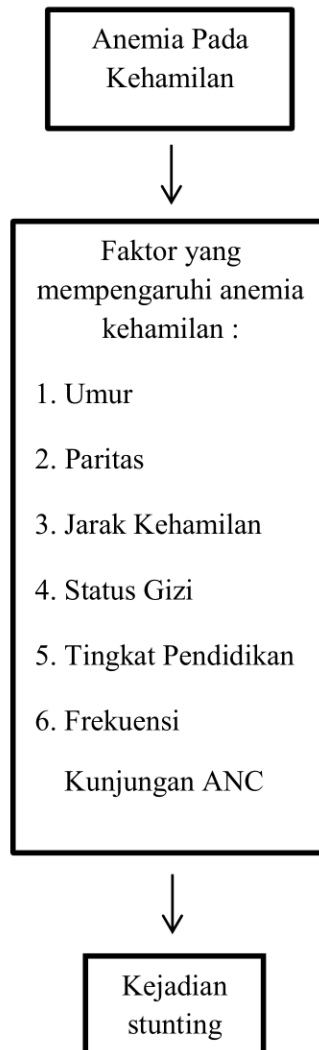 Anemia Pada
Kehamilan
Faktor yang
mempengaruhi anemia
kehamilan :
1. Umur
2. Paritas
3. Jarak Kehamilan
4. Status Gizi
5. Tingkat Pendidikan
6. Frekuensi
Kunjungan ANC
Kejadian
stunting